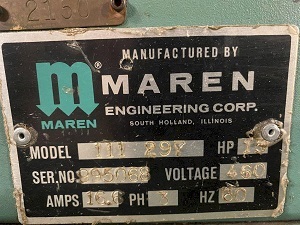 2150
MANUFACTURED BY
m® MAREN
MAREN ENGINEERING CORP.
SOUTH HOLLAND, ILLINOIS
MODEL HP
SER.NO. VOLTAGE 460
AMPS PH 3 HZ 60